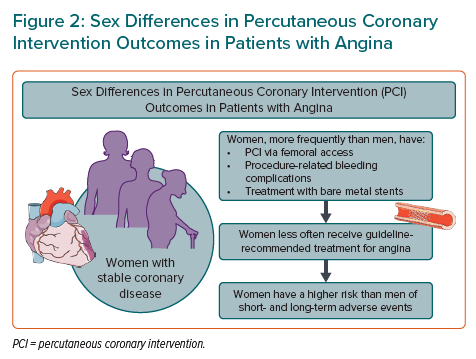 Figure 2: Sex Differences in Percutaneous Coronary
Intervention Outcomes in Patients with Angina
Sex Differences in Percutaneous Coronary Intervention (PCI)
Outcomes in Patients with Angina
Women with
stable coronary
disease
Women, more frequently than men, have:
• PCI via femoral access
• Procedure-related bleeding
complications
• Treatment with bare metal stents
Women less often receive guideline-
recommended treatment for angina
Women have a higher risk than men of
short- and long-term adverse events
PCI = percutaneous coronary intervention.